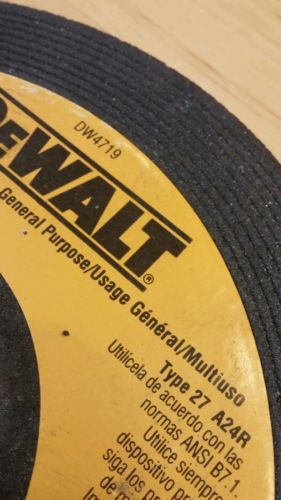 DW4719
DEWALT®
General Purpose/Usage Général/Multiuso
Type 27 A24R
Utilícela de acuerdo con las
normas ANSI B7.1
Utilice siempre
dispositivo
siga los
de